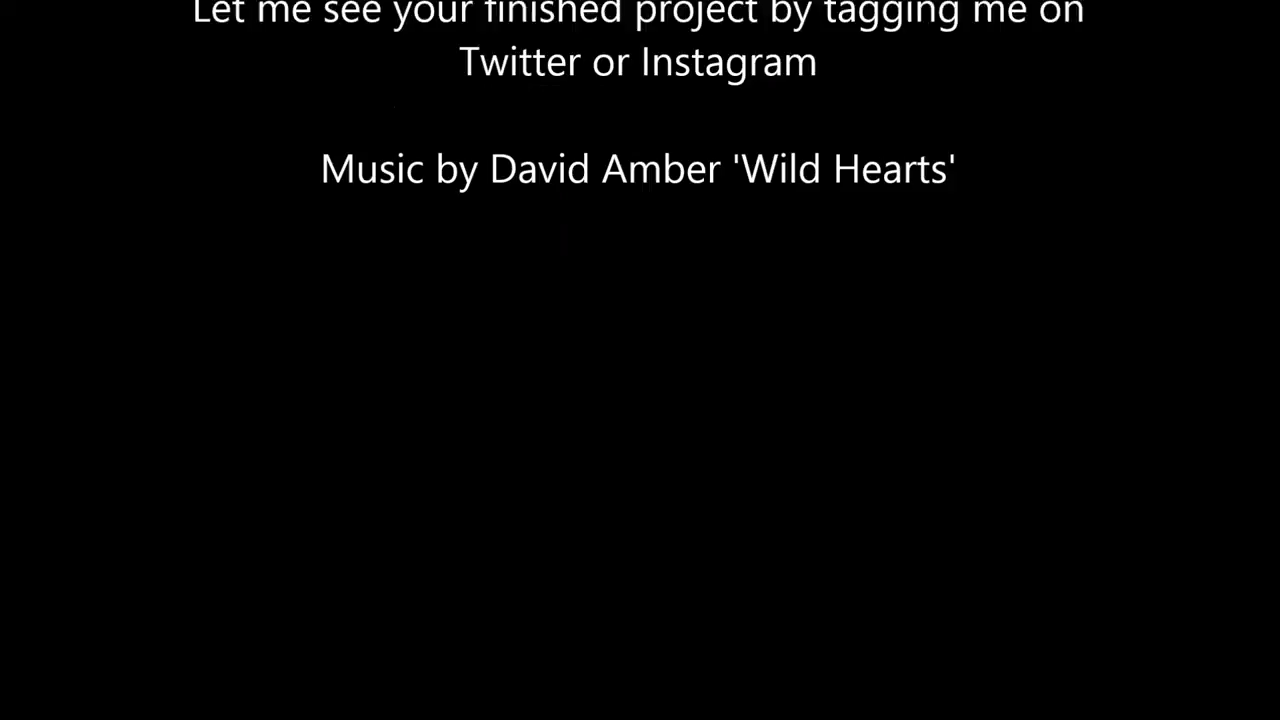 Let me see your finished project by tagging me on
Twitter or Instagram
Music by David Amber 'Wild Hearts'